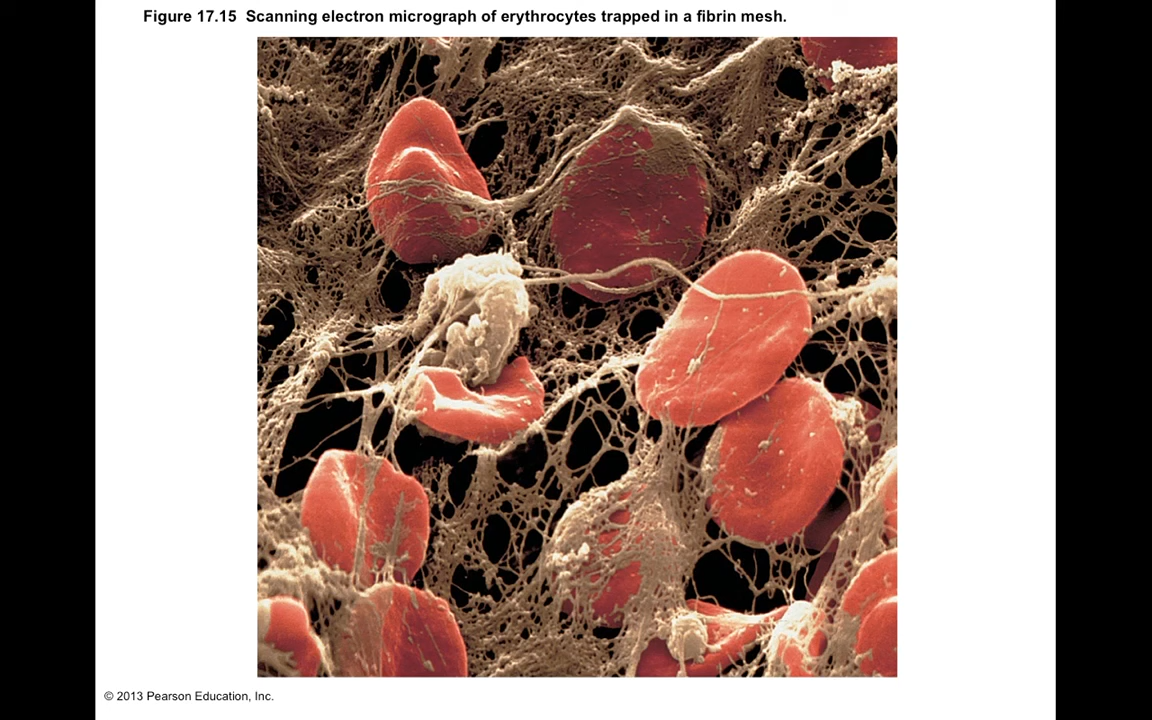 Figure 17.15 Scanning electron micrograph of erythrocytes trapped in a fibrin mesh.
© 2013 Pearson Education, Inc.